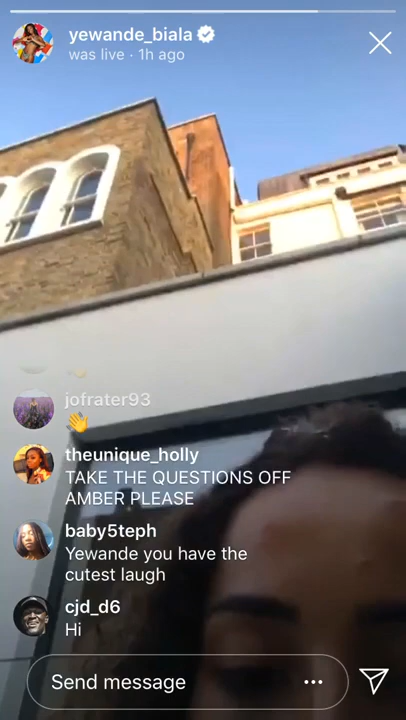 yewande_biala
was live · 1h ago
jofrater93
👋
theunique_holly
TAKE THE QUESTIONS OFF
AMBER PLEASE
baby5teph
Yewande you have the
cutest laugh
cjd_d6
Hi
Send message